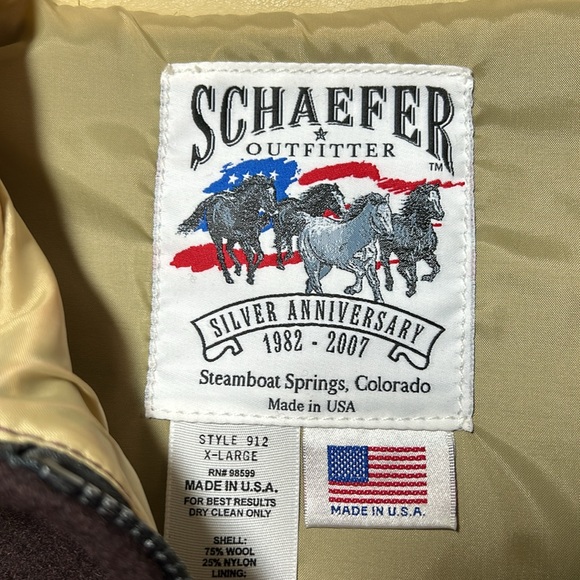 SCHAEFER
OUTFITTER
TM
SILVER ANNIVERSARY
1982 - 2007
Steamboat Springs, Colorado
Made in USA
STYLE 912
X-LARGE
RN# 98599
MADE IN U.S.A.
FOR BEST RESULTS
DRY CLEAN ONLY
SHELL:
75% WOOL
25% NYLON
LINING:
MADE IN U.S.A.